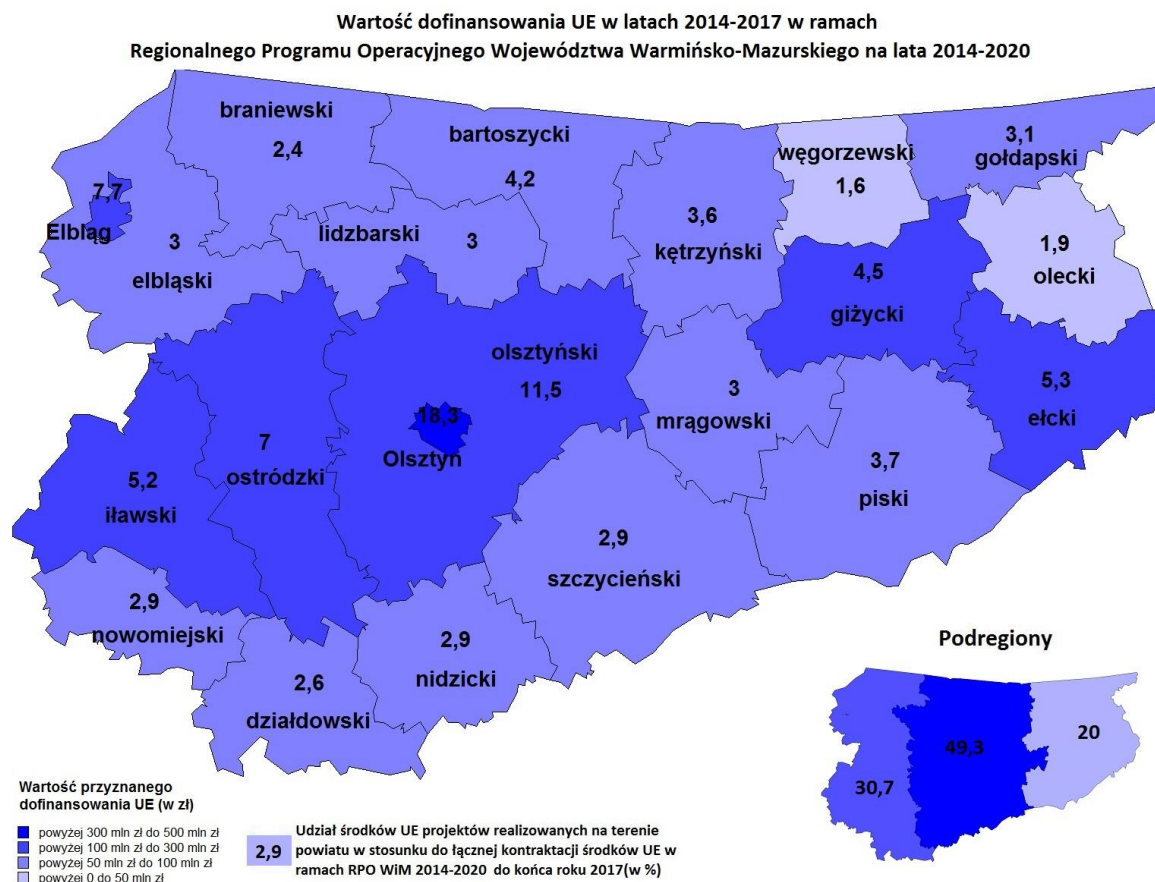 Wartość dofinansowania UE w latach 2014-2017 w ramach
Regionalnego Programu Operacyjnego Województwa Warmińsko-Mazurskiego na lata 2014-2020
braniewski
2,4
bartoszycki
4,2
węgorzewski
1,6
3,1
gołdapski
7,7
Elbląg
3
elbląski
lidzbarski 3
3,6
kętrzyński
4,5
giżycki
1,9
olecki
olsztyński
11,5
18,3
Olsztyn
3
mrągowski
5,3
ełcki
7
ostródzki
5,2
iławski
3,7
piski
2,9
szczycieński
2,9
nowomiejski
2,9
nidzicki
2,6
działdowski
Podregiony
30,7
49,3
20
Wartość przyznanego
dofinansowania UE (w zł)
powyżej 300 mln zł do 500 mln zł
powyżej 100 mln zł do 300 mln zł
powyżej 50 mln zł do 100 mln zł
powyżej 0 do 50 mln zł
2,9
Udział środków UE projektów realizowanych na terenie
powiatu w stosunku do łącznej kontraktacji środków UE w
ramach RPO WiM 2014-2020 do końca roku 2017(w %)